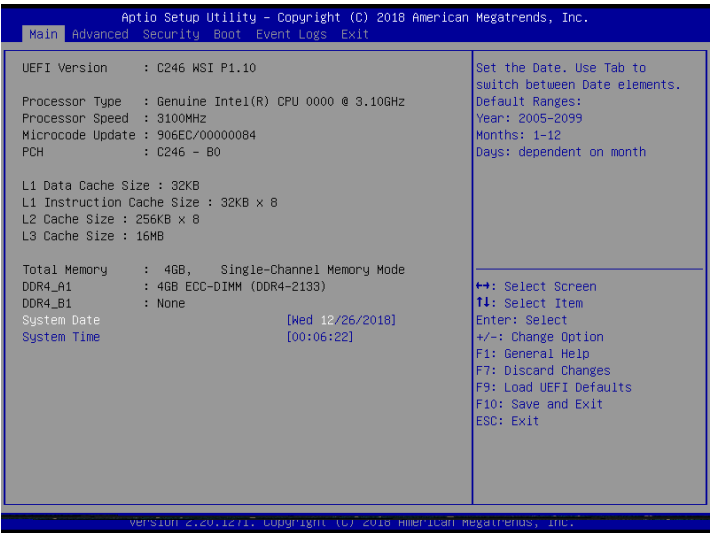 Aptio Setup Utility – Copyright (C) 2018 American Megatrends, Inc.
Main Advanced Security Boot Event Logs Exit
UEFI Version : C246 WSI P1.10
Processor Type : Genuine Intel(R) CPU 0000 @ 3.10GHz
Processor Speed : 3100MHz
Microcode Update : 906EC/00000084
PCH : C246 – B0
L1 Data Cache Size : 32KB
L1 Instruction Cache Size : 32KB x 8
L2 Cache Size : 256KB x 8
L3 Cache Size : 16MB
Total Memory : 4GB, Single-Channel Memory Mode
DDR4_A1 : 4GB ECC-DIMM (DDR4-2133)
DDR4_B1 : None
System Date [Wed 12/26/2018]
System Time [00:06:22]
Set the Date. Use Tab to
switch between Date elements.
Default Ranges:
Year: 2005-2099
Months: 1-12
Days: dependent on month
↔: Select Screen
↑↓: Select Item
Enter: Select
+/-: Change Option
F1: General Help
F7: Discard Changes
F9: Load UEFI Defaults
F10: Save and Exit
ESC: Exit
Version 2.20.1271. Copyright (C) 2018 American Megatrends, Inc.